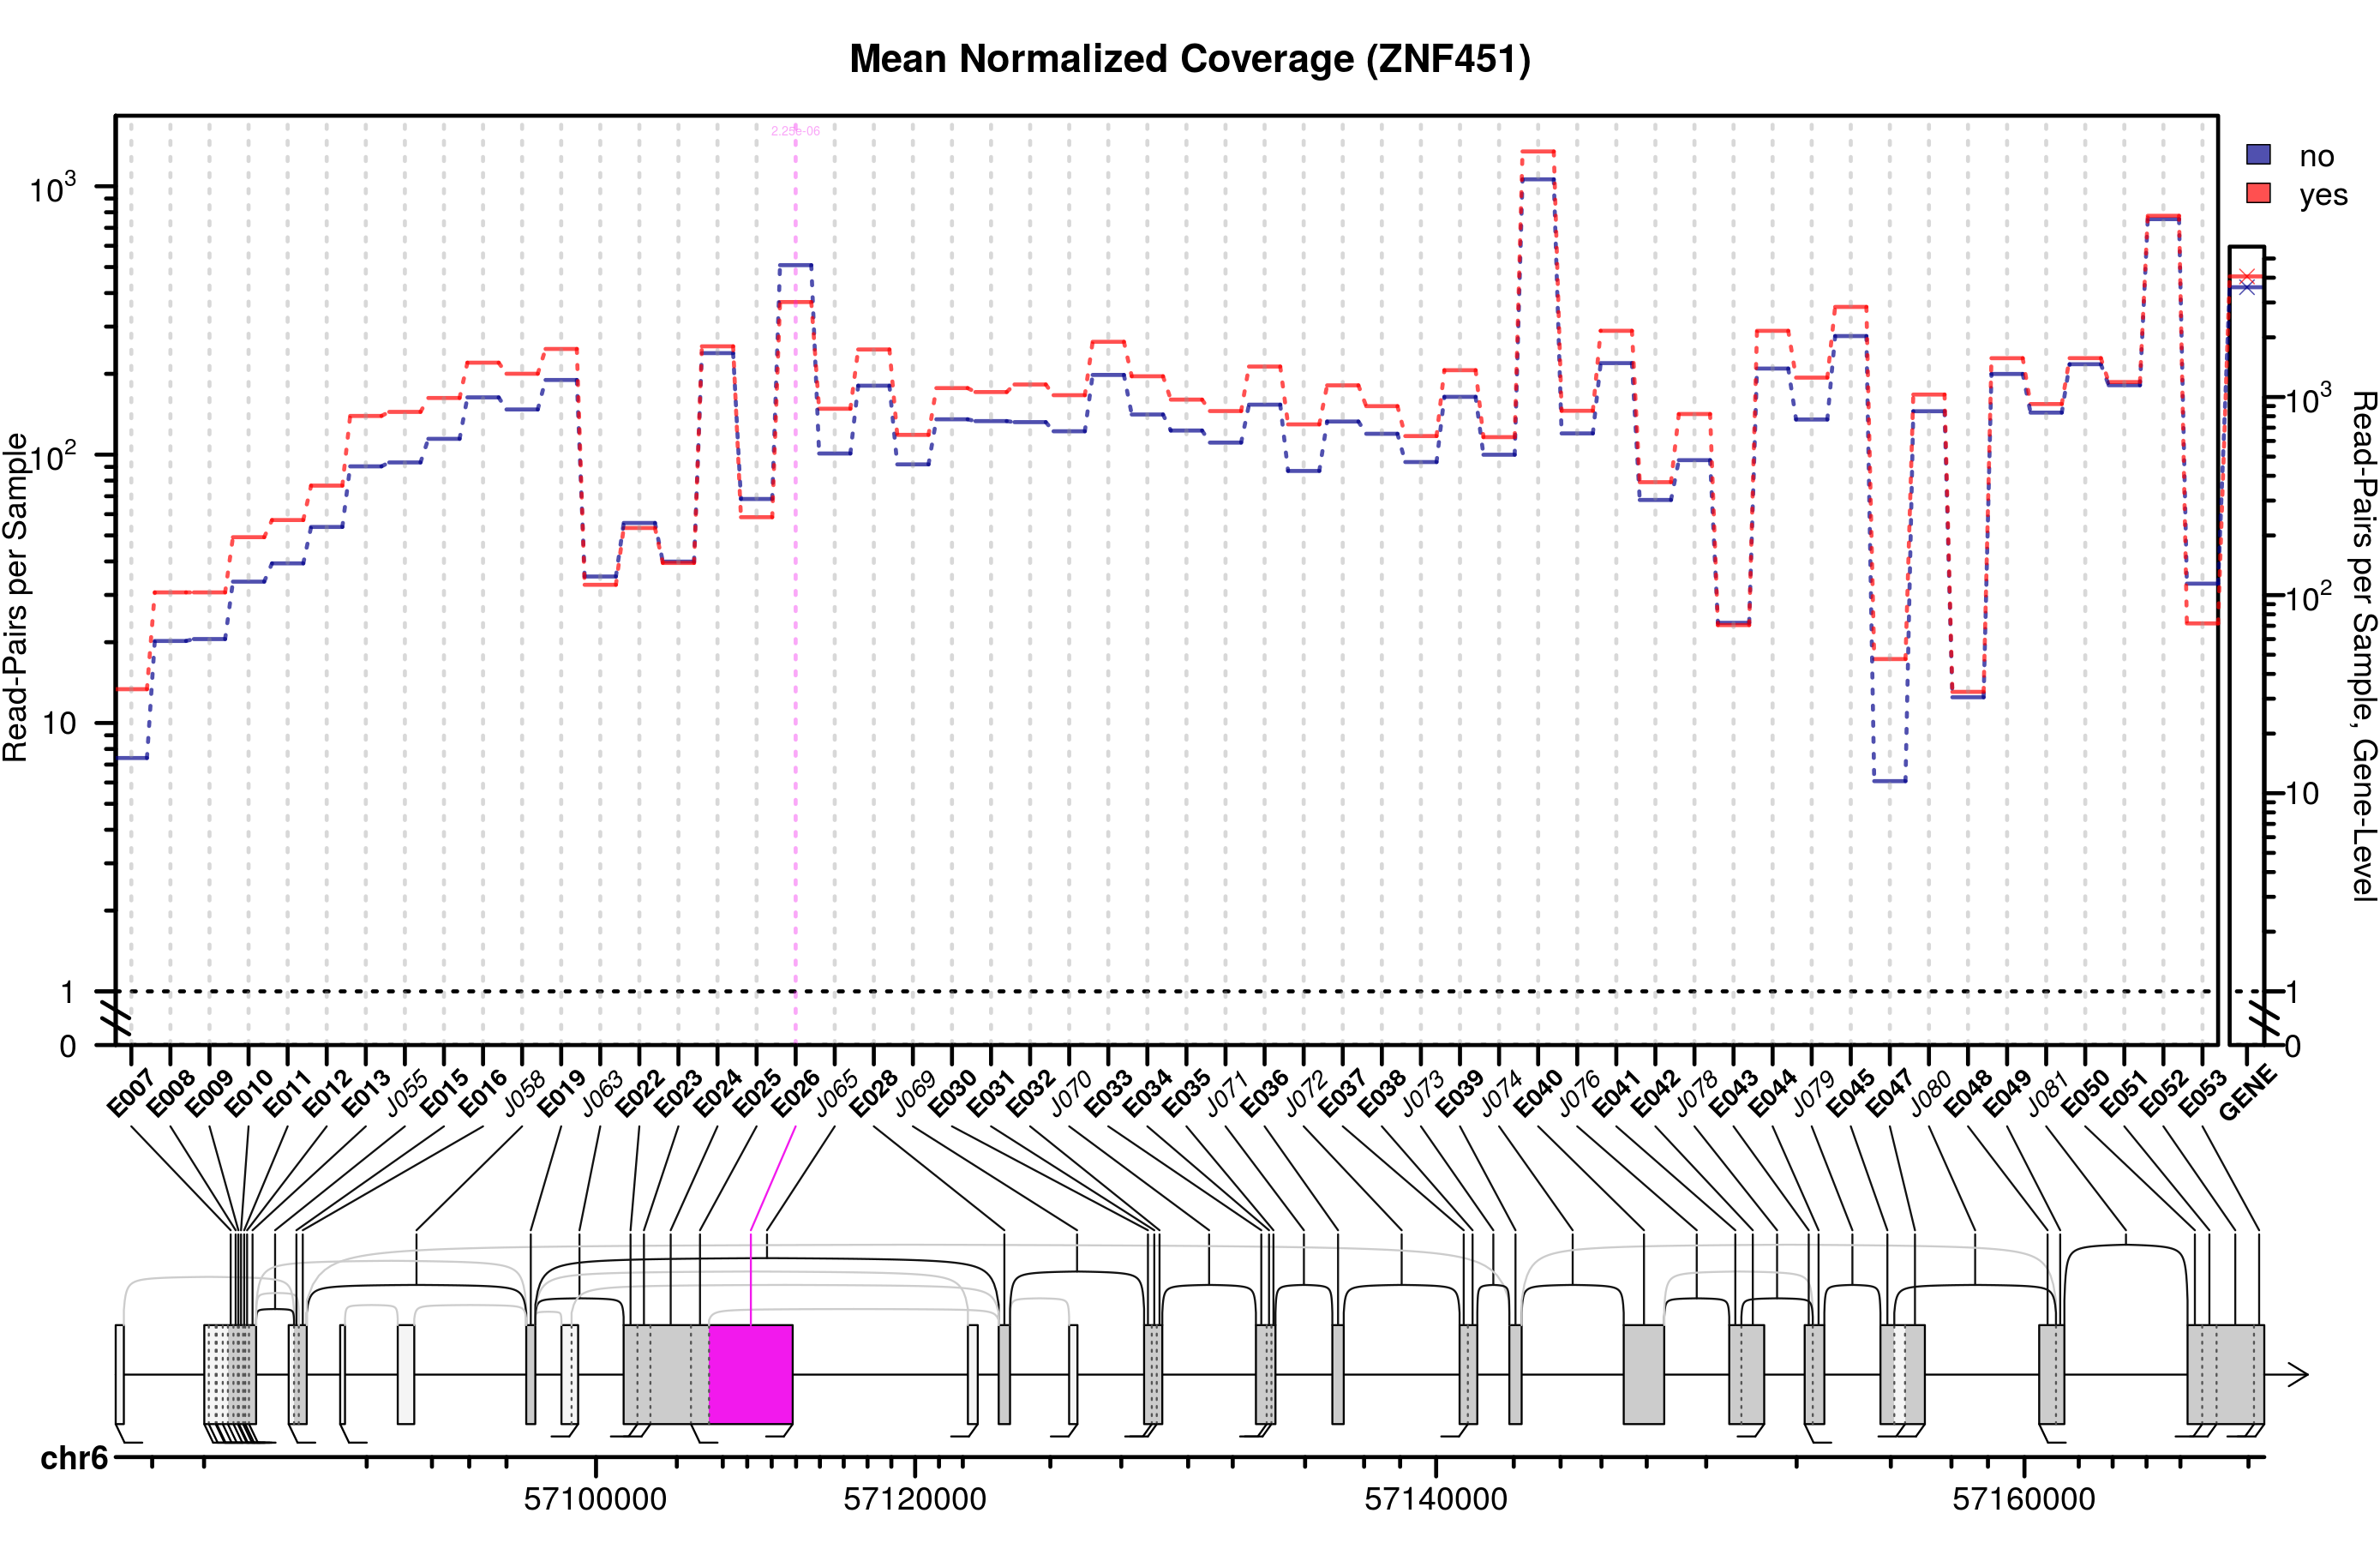 Mean Normalized Coverage (ZNF451)
2.25e-06
no
yes
Read-Pairs per Sample
10^3
10^2
10
1
0
Read-Pairs per Sample, Gene-Level
10^3
10^2
10
1
0
E007 E008 E009 E010 E011 E012 E013 J055 E015 E016 J058 E019 J063 E022 E023 E024 E025 E026 J065 E028 J069 E030 E031 E032 J070 E033 E034 E035 J071 E036 J072 E037 E038 J073 E039 J074 E040 J076 E041 E042 J078 E043 E044 J079 E045 E047 J080 E048 E049 J081 E050 E051 E052 E053 GENE
chr6
57100000 57120000 57140000 57160000